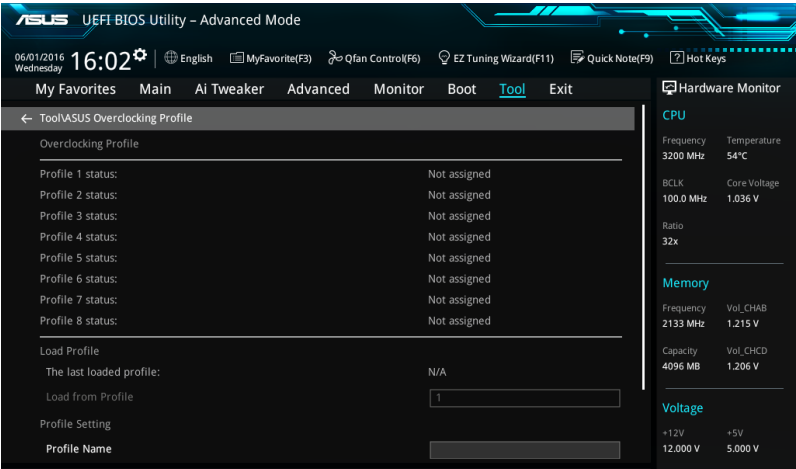 ASUS UEFI BIOS Utility – Advanced Mode
06/01/2016 Wednesday 16:02 English MyFavorite(F3) Qfan Control(F6) EZ Tuning Wizard(F11) Quick Note(F9) ? Hot Keys
My Favorites Main Ai Tweaker Advanced Monitor Boot Tool Exit
← Tool\ASUS Overclocking Profile
Overclocking Profile
Profile 1 status: Not assigned
Profile 2 status: Not assigned
Profile 3 status: Not assigned
Profile 4 status: Not assigned
Profile 5 status: Not assigned
Profile 6 status: Not assigned
Profile 7 status: Not assigned
Profile 8 status: Not assigned
Load Profile
The last loaded profile: N/A
Load from Profile 1
Profile Setting
Profile Name
Hardware Monitor
CPU
Frequency Temperature
3200 MHz 54°C
BCLK Core Voltage
100.0 MHz 1.036 V
Ratio
32x
Memory
Frequency Vol_CHAB
2133 MHz 1.215 V
Capacity Vol_CHCD
4096 MB 1.206 V
Voltage
+12V +5V
12.000 V 5.000 V